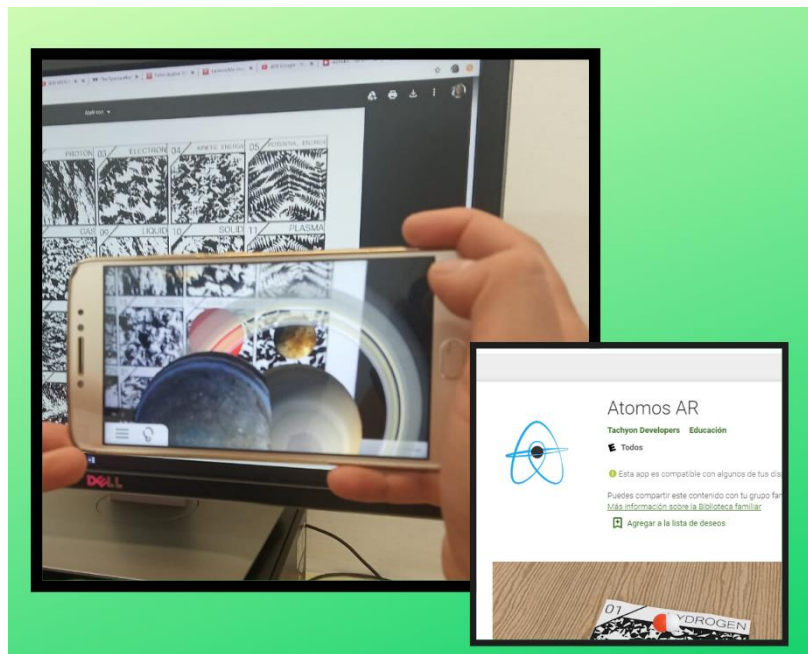 PROTON
03
ELECTRON
04
KINETIC ENERGY
05
POTENTIAL ENERGY
GAS
09
LIQUID
10
SOLID
11
PLASMA
DELL
Atomos AR
Tachyon Developers Educación
E Todos
Esta app es compatible con algunos de tus
Puedes compartir este contenido con tu grupo
Más información sobre la Biblioteca familiar
Agregar a la lista de deseos
01
YDROGEN